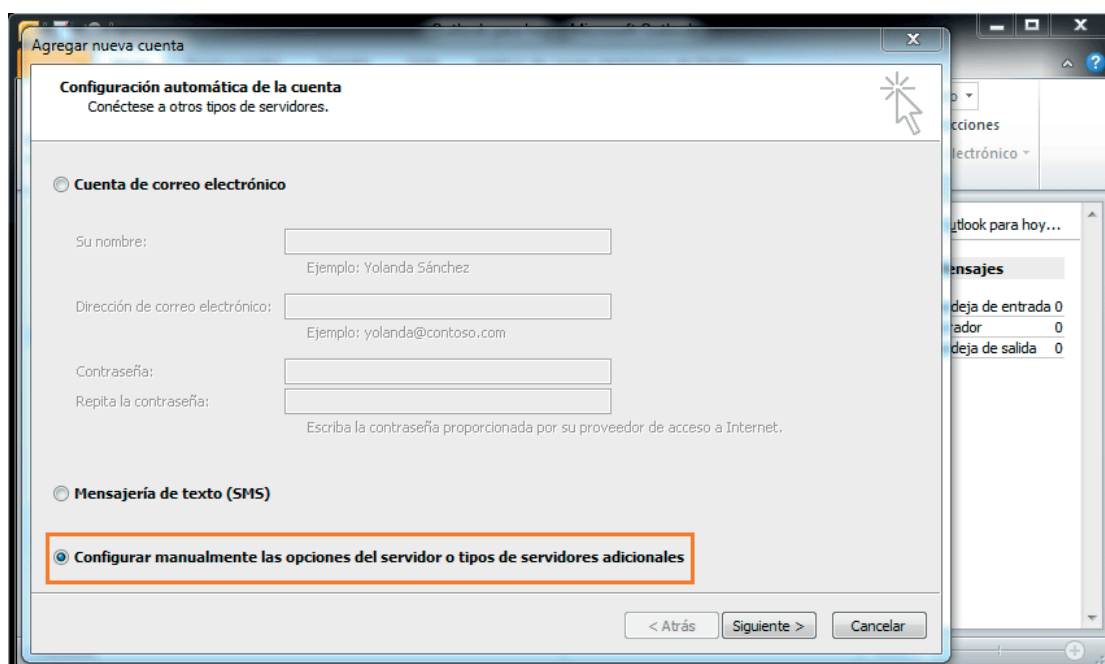 Agregar nueva cuenta
Configuración automática de la cuenta
Conéctese a otros tipos de servidores.
Cuenta de correo electrónico
Su nombre:
Ejemplo: Yolanda Sánchez
Dirección de correo electrónico:
Ejemplo: yolanda@contoso.com
Contraseña:
Repita la contraseña:
Escriba la contraseña proporcionada por su proveedor de acceso a Internet.
Mensajería de texto (SMS)
Configurar manualmente las opciones del servidor o tipos de servidores adicionales
< Atrás
Siguiente >
Cancelar
cciones
lectrónico
utlook para hoy...
ensajes
deja de entrada 0
rador 0
deja de salida 0